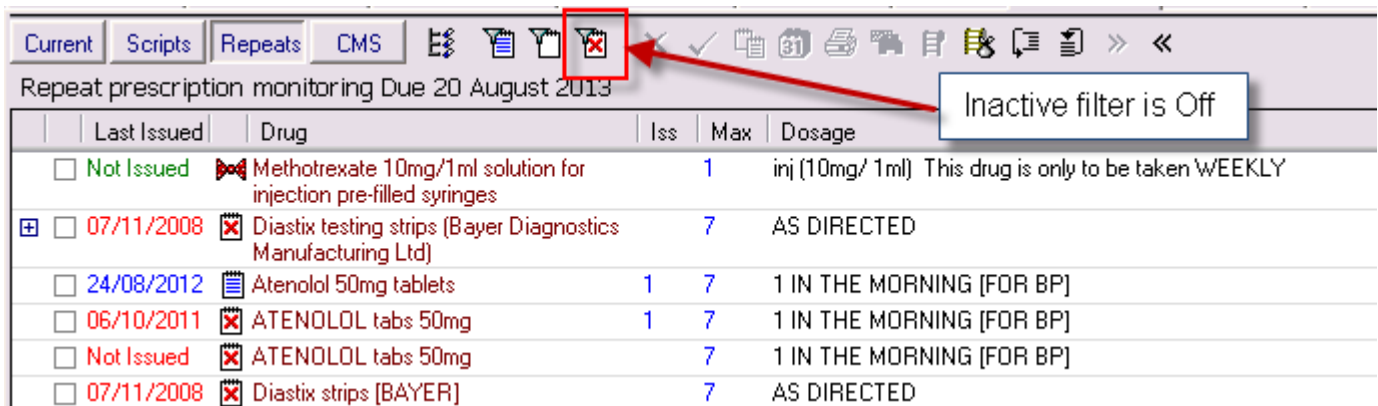 Current Scripts Repeats CMS
31
Repeat prescription monitoring Due 20 August 2013
Inactive filter is Off
Last Issued Drug Iss Max Dosage
Not Issued Methotrexate 10mg/1ml solution for injection pre-filled syringes 1 inj (10mg/ 1ml) This drug is only to be taken WEEKLY
07/11/2008 Diastix testing strips (Bayer Diagnostics Manufacturing Ltd) 7 AS DIRECTED
24/08/2012 Atenolol 50mg tablets 1 7 1 IN THE MORNING [FOR BP]
06/10/2011 ATENOLOL tabs 50mg 1 7 1 IN THE MORNING [FOR BP]
Not Issued ATENOLOL tabs 50mg 7 1 IN THE MORNING [FOR BP]
07/11/2008 Diastix strips [BAYER] 7 AS DIRECTED